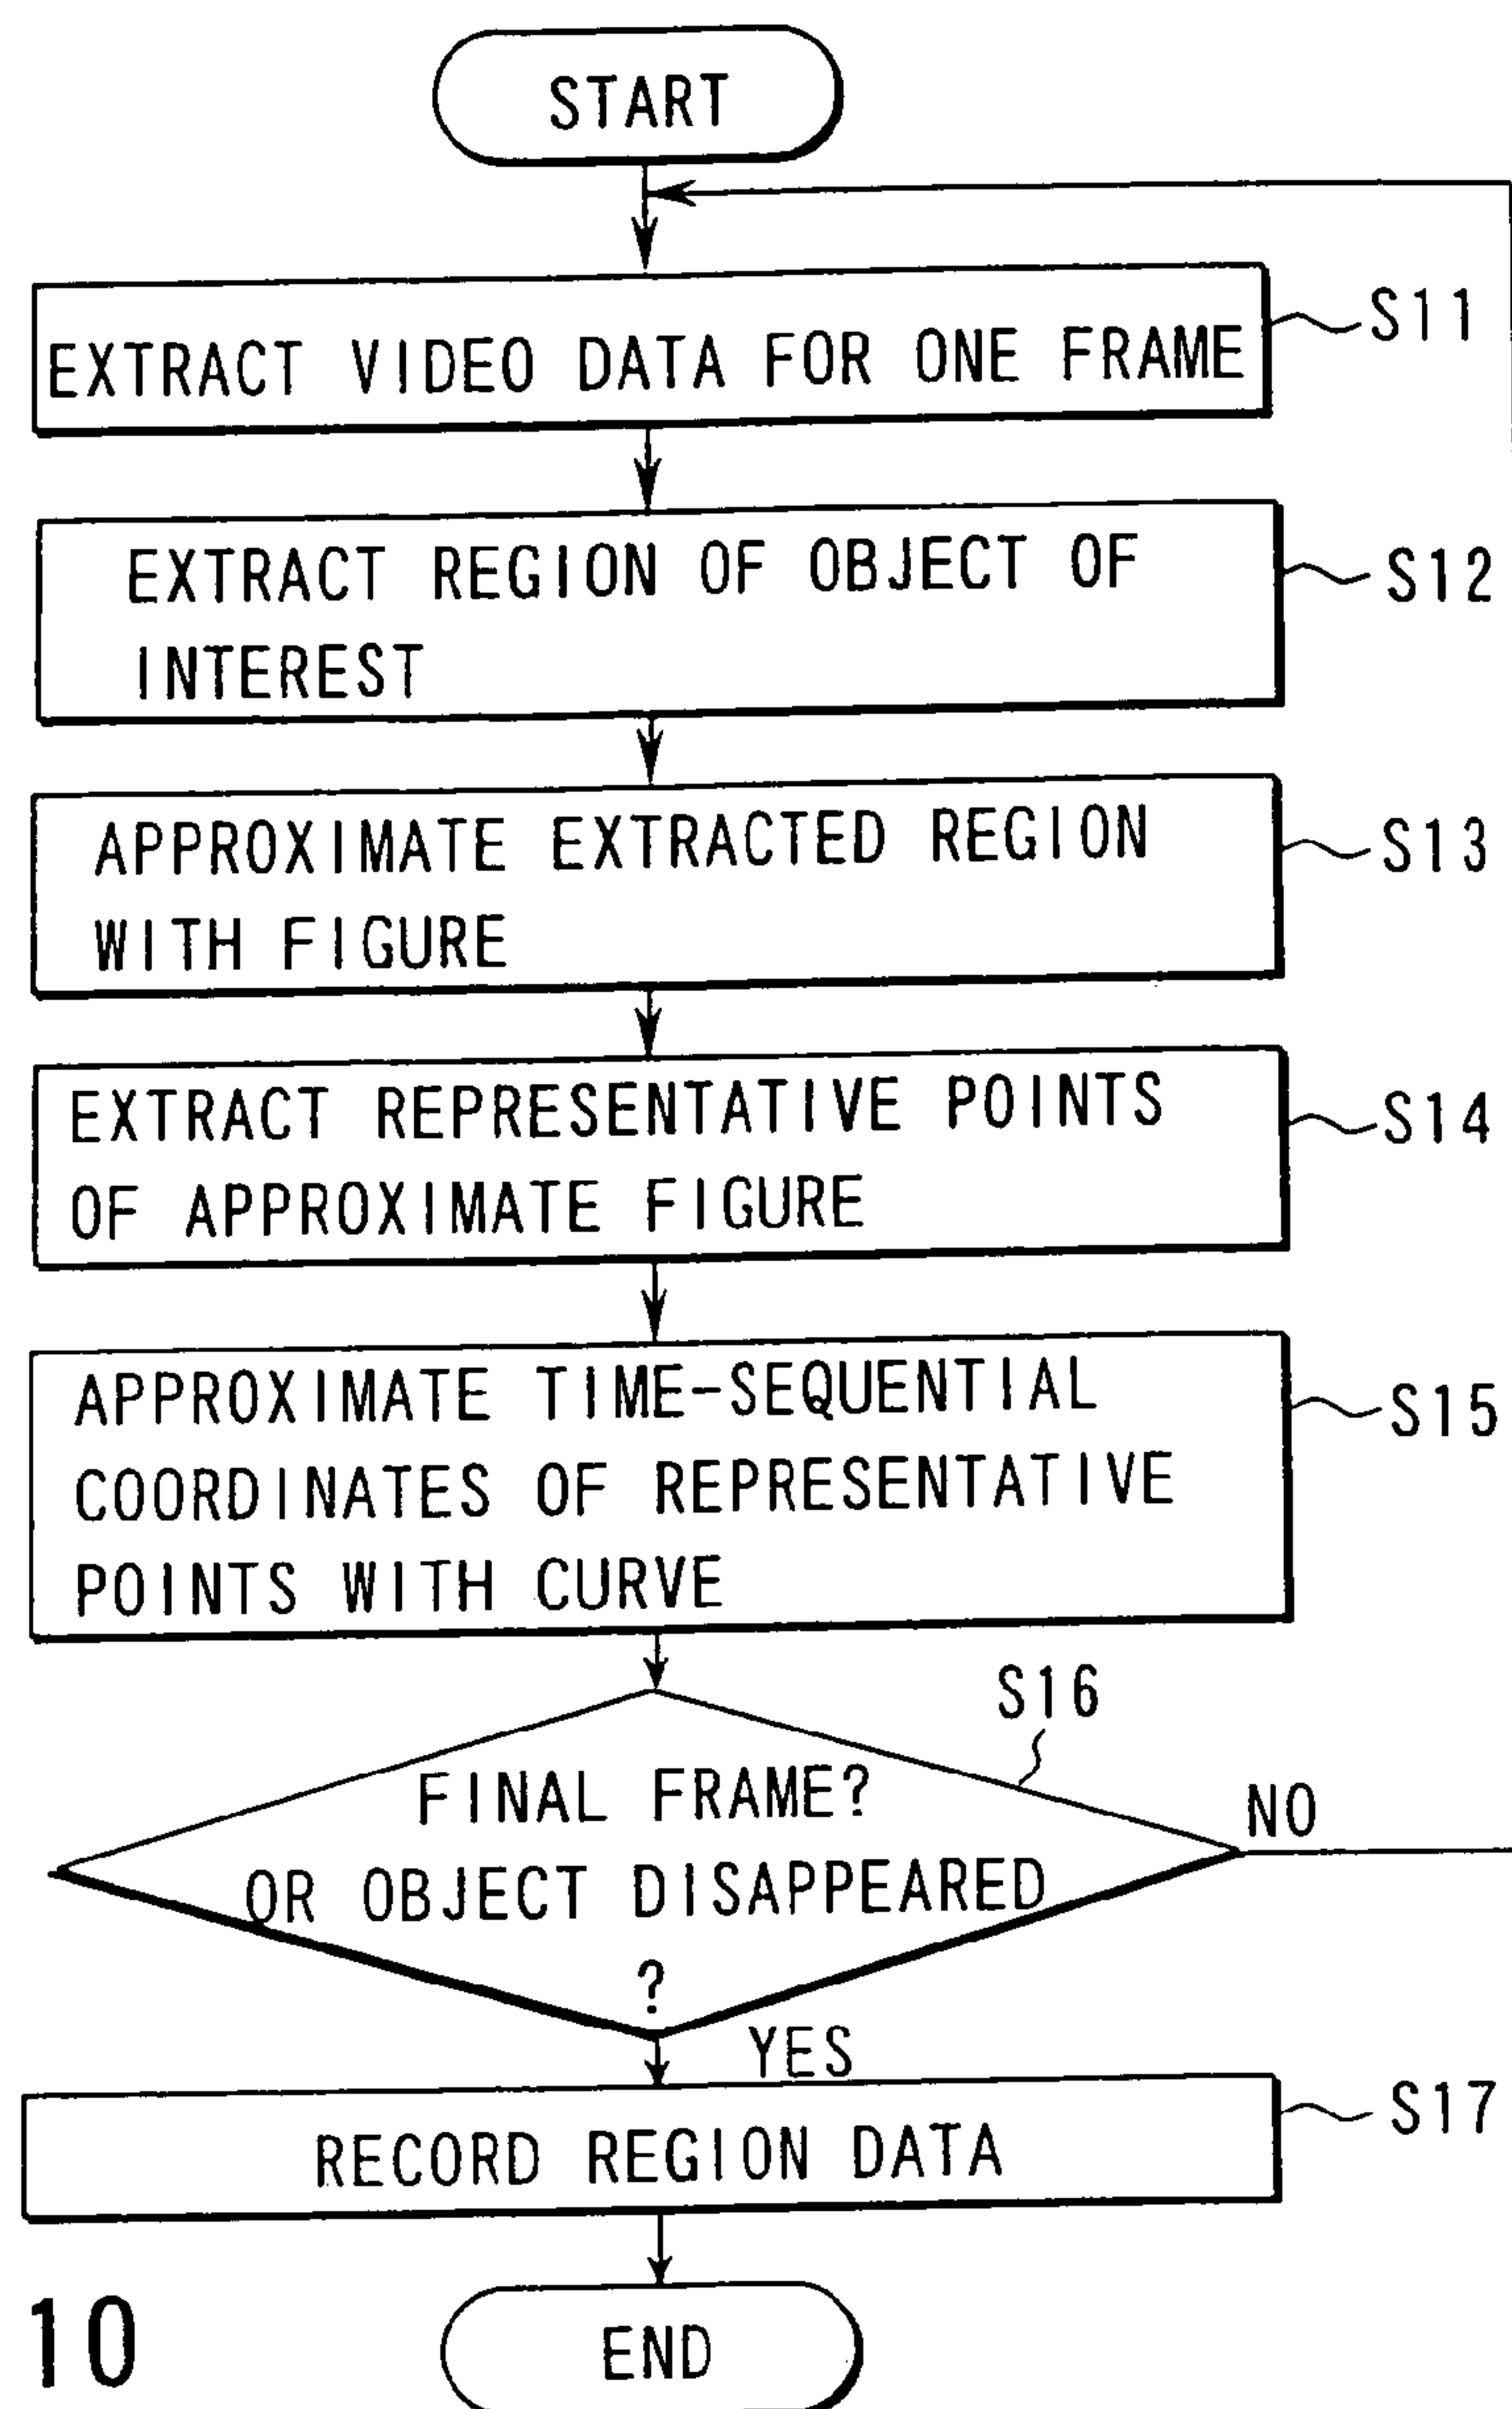 START
EXTRACT VIDEO DATA FOR ONE FRAME
S11
EXTRACT REGION OF OBJECT OF
INTEREST
S12
APPROXIMATE EXTRACTED REGION
WITH FIGURE
S13
EXTRACT REPRESENTATIVE POINTS
OF APPROXIMATE FIGURE
S14
APPROXIMATE TIME-SEQUENTIAL
COORDINATES OF REPRESENTATIVE
POINTS WITH CURVE
S15
S16
FINAL FRAME?
OR OBJECT DISAPPEARED
?
NO
YES
RECORD REGION DATA
S17
END
10